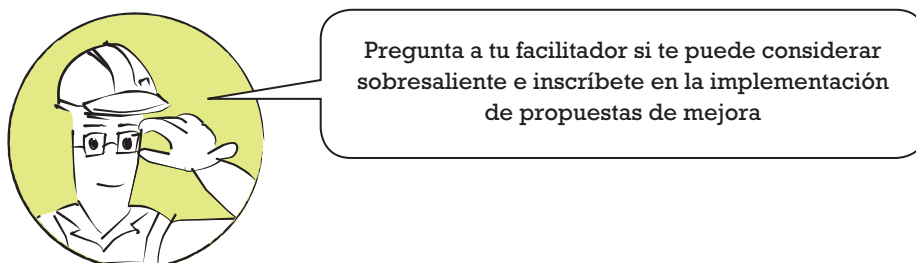 Pregunta a tu facilitador si te puede considerar
sobresaliente e inscríbete en la implementación
de propuestas de mejora